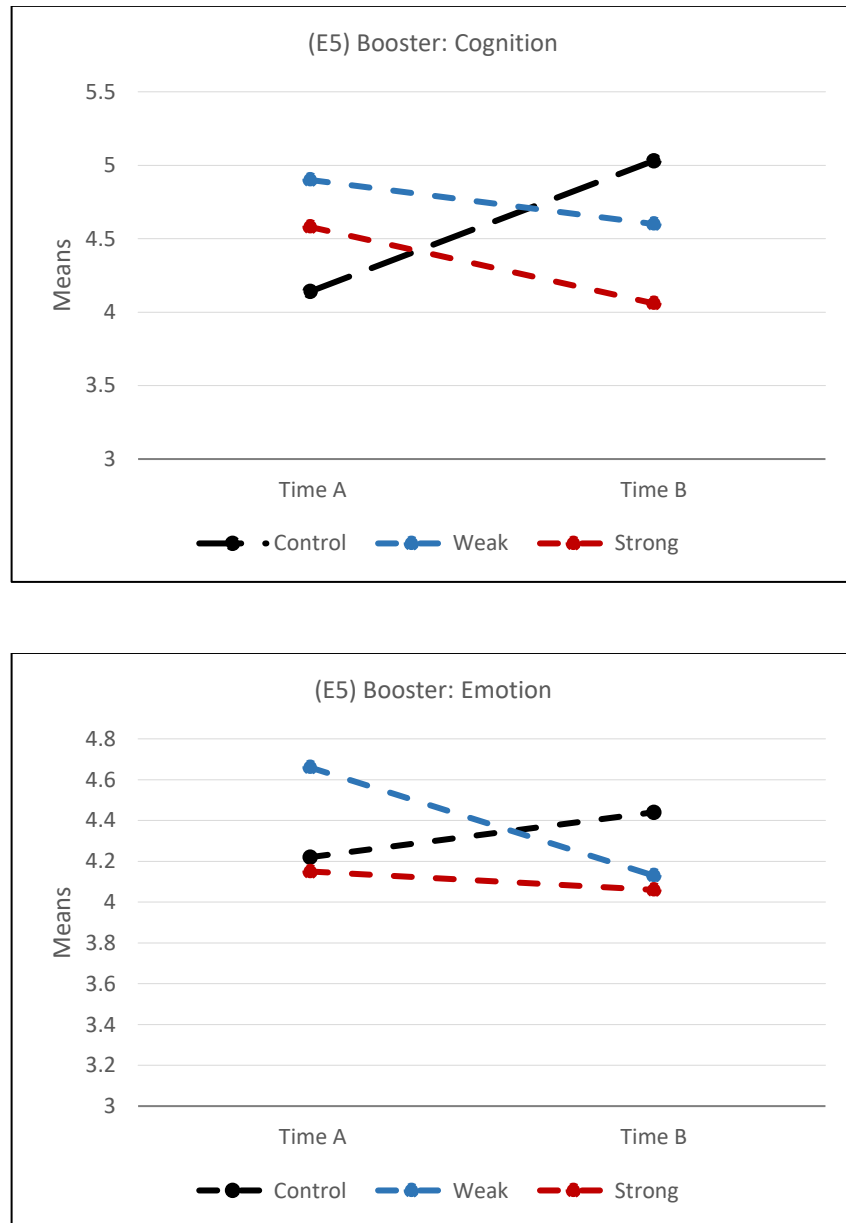 (E5) Booster: Cognition
5.5
5
4.5
4
3.5
3
Means
Time A Time B
Control Weak Strong
(E5) Booster: Emotion
4.8
4.6
4.4
4.2
4
3.8
3.6
3.4
3.2
3
Means
Time A Time B
Control Weak Strong